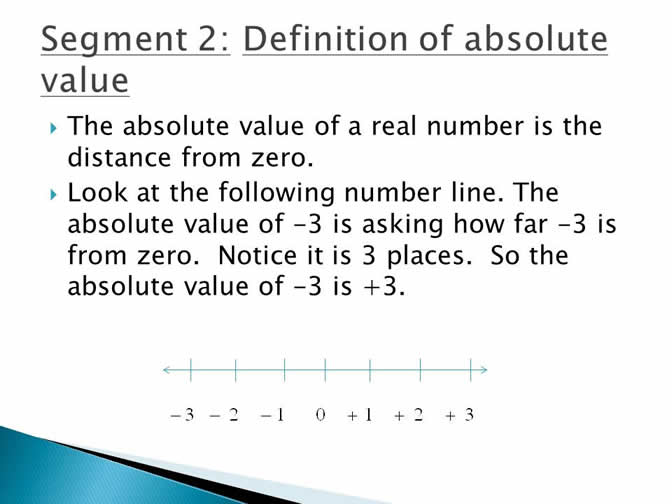 Segment 2: Definition of absolute
value
The absolute value of a real number is the
distance from zero.
Look at the following number line. The
absolute value of -3 is asking how far -3 is
from zero.  Notice it is 3 places.  So the
absolute value of -3 is +3.
-3 -2 -1 0 +1 +2 +3